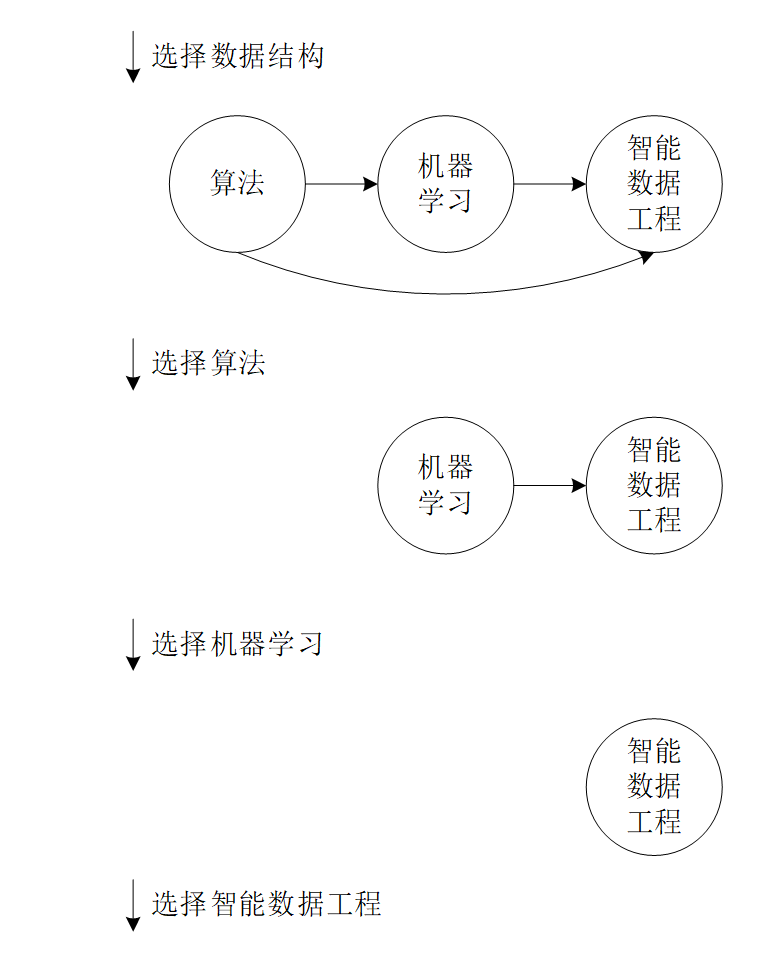 选择数据结构
算法
机器
学习
智能
数据
工程
选择算法
机器
学习
智能
数据
工程
选择机器学习
智能
数据
工程
选择智能数据工程